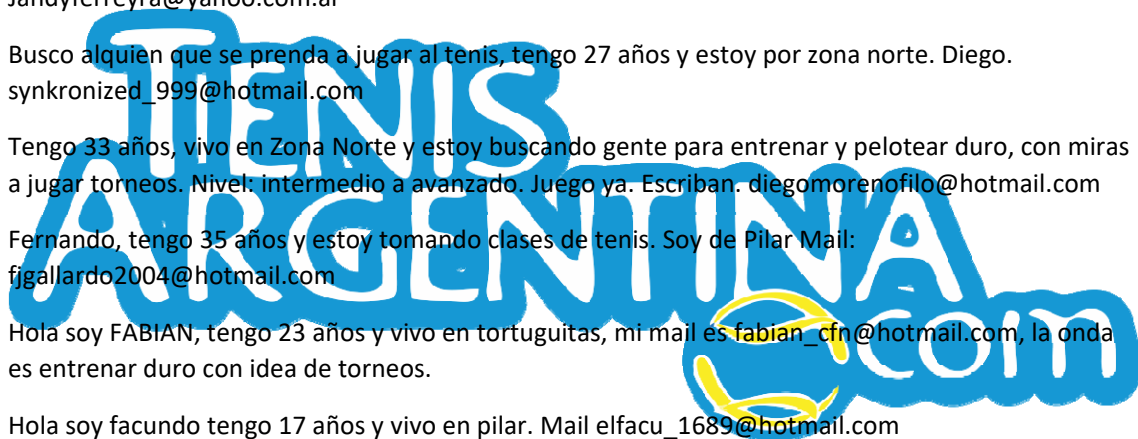 Jandyferreyra@yahoo.com.ar
Busco alquien que se prenda a jugar al tenis, tengo 27 años y estoy por zona norte. Diego.
synkronized_999@hotmail.com
Tengo 33 años, vivo en Zona Norte y estoy buscando gente para entrenar y pelotear duro, con miras
a jugar torneos. Nivel: intermedio a avanzado. Juego ya. Escriban. diegomorenofilo@hotmail.com
Fernando, tengo 35 años y estoy tomando clases de tenis. Soy de Pilar Mail:
fjgallardo2004@hotmail.com
Hola soy FABIAN, tengo 23 años y vivo en tortuguitas, mi mail es fabian_cfn@hotmail.com, la onda
es entrenar duro con idea de torneos.
Hola soy facundo tengo 17 años y vivo en pilar. Mail elfacu_1689@hotmail.com
TENIS
ARGENTINA
.com